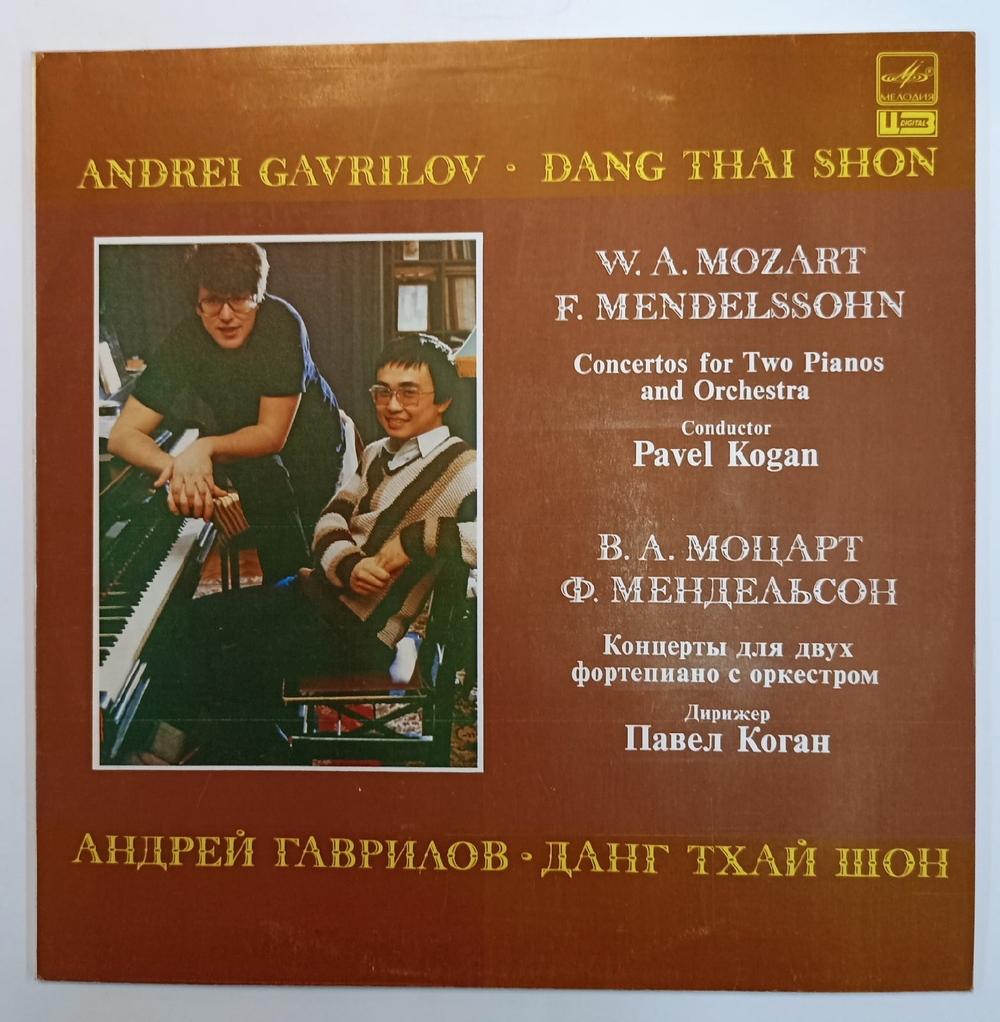 МЕЛОДИЯ
ЦЗ DIGITAL
ANDREI GAVRILOV · DANG THAI SHON
W. A. MOZART
F. MENDELSSOHN
Concertos for Two Pianos
and Orchestra
Conductor
Pavel Kogan
В. А. МОЦАРТ
Ф. МЕНДЕЛЬСОН
Концерты для двух
фортепиано с оркестром
Дирижер
Павел Коган
АНДРЕЙ ГАВРИЛОВ · ДАНГ ТХАЙ ШОН